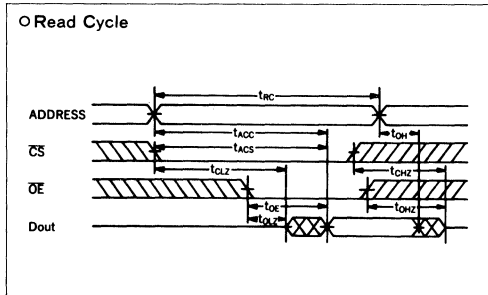 ○ Read Cycle
tRC
ADDRESS
tOH
tACC
CS
tACS
tCLZ
tCHZ
OE
tOE
tOHZ
tOLZ
Dout